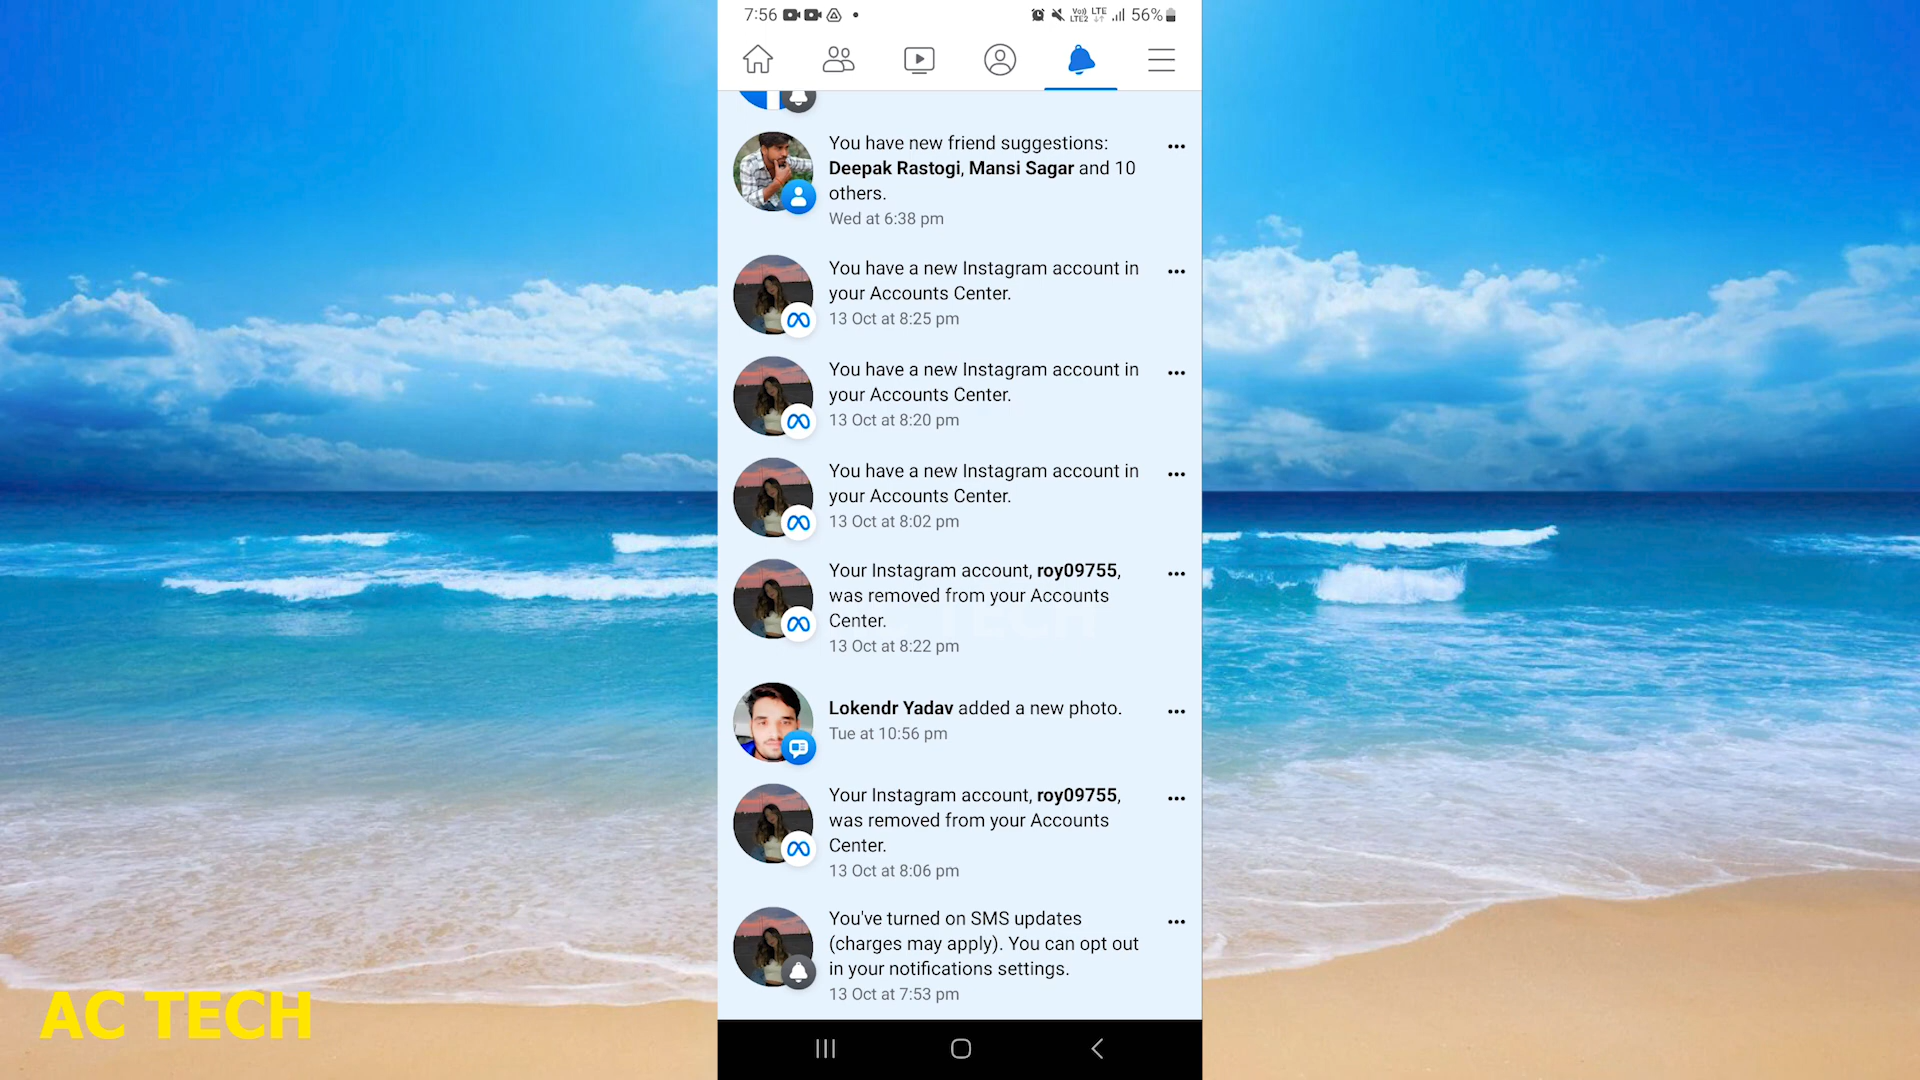 7:56
Vo)) LTE
LTE2
56%
You have new friend suggestions:
Deepak Rastogi, Mansi Sagar and 10
others.
Wed at 6:38 pm
You have a new Instagram account in
your Accounts Center.
13 Oct at 8:25 pm
You have a new Instagram account in
your Accounts Center.
13 Oct at 8:20 pm
You have a new Instagram account in
your Accounts Center.
13 Oct at 8:02 pm
Your Instagram account, roy09755,
was removed from your Accounts
Center.
13 Oct at 8:22 pm
TECH
Lokendr Yadav added a new photo.
Tue at 10:56 pm
Your Instagram account, roy09755,
was removed from your Accounts
Center.
13 Oct at 8:06 pm
You've turned on SMS updates
(charges may apply). You can opt out
in your notifications settings.
13 Oct at 7:53 pm
AC TECH